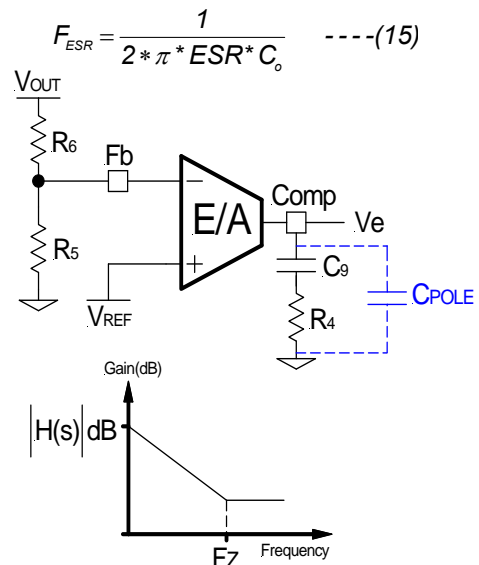 F_ESR = 1 / (2 * π * ESR * C_o) ----(15)
VOUT
R6
Fb
−
E/A
Comp
Ve
R5
+
VREF
C9
R4
CPOLE
Gain(dB)
|H(s)|dB
FZ
Frequency